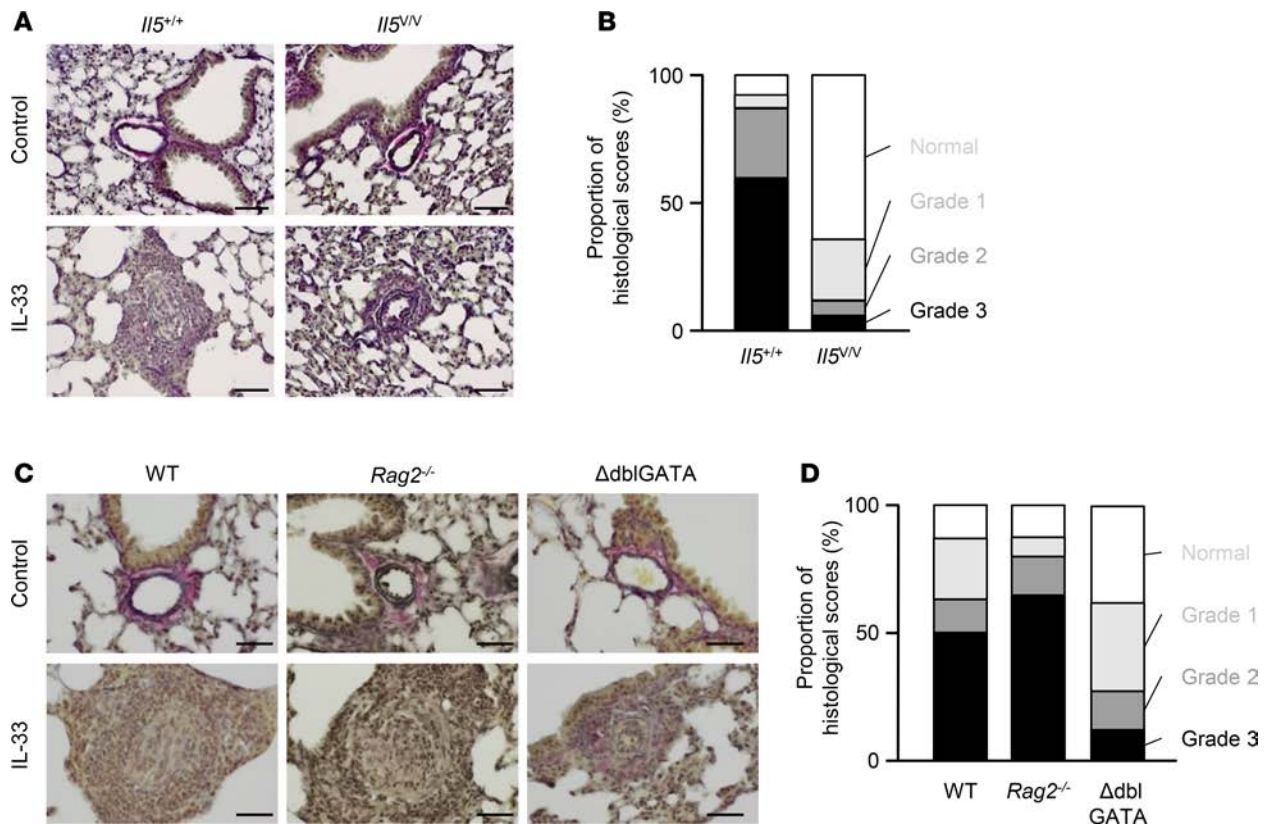 A
Il5+/+
Il5V/V
Control
IL-33
B
Proportion of
histological scores (%)
100
50
0
Normal
Grade 1
Grade 2
Grade 3
Il5+/+
Il5V/V
C
WT
Rag2-/-
ΔdblGATA
Control
IL-33
D
Proportion of
histological scores (%)
100
50
0
Normal
Grade 1
Grade 2
Grade 3
WT
Rag2-/-
Δdbl
GATA